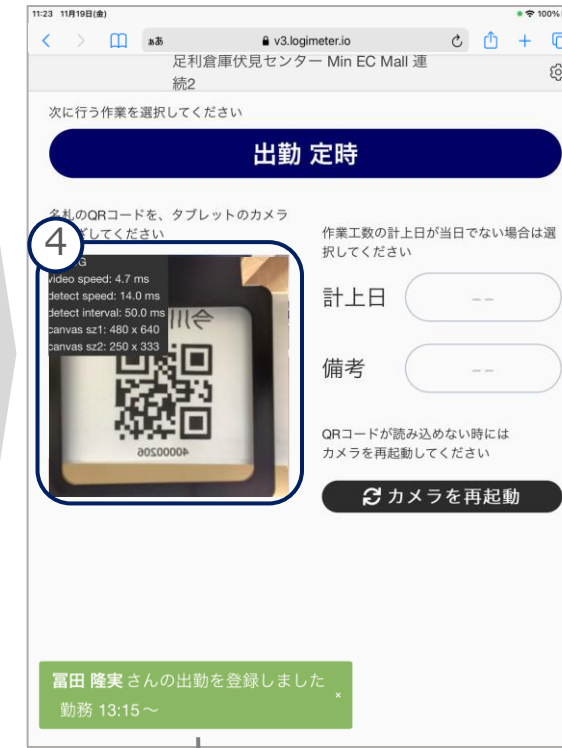 11:23 11月19日(金)
100%
ぁあ
v3.logimeter.io
足利倉庫伏見センター Min EC Mall 連
続2
次に行う作業を選択してください
出勤 定時
名札のQRコードを、タブレットのカメラ
してください
4
G
video speed: 4.7 ms
detect speed: 14.0 ms
detect interval: 50.0 ms
canvas sz1: 480 x 640
canvas sz2: 250 x 333
今川
40000206
作業工数の計上日が当日でない場合は選
択してください
計上日
--
備考
--
QRコードが読み込めない時には
カメラを再起動してください
カメラを再起動
冨田 隆実さんの出勤を登録しました
×
勤務 13:15～